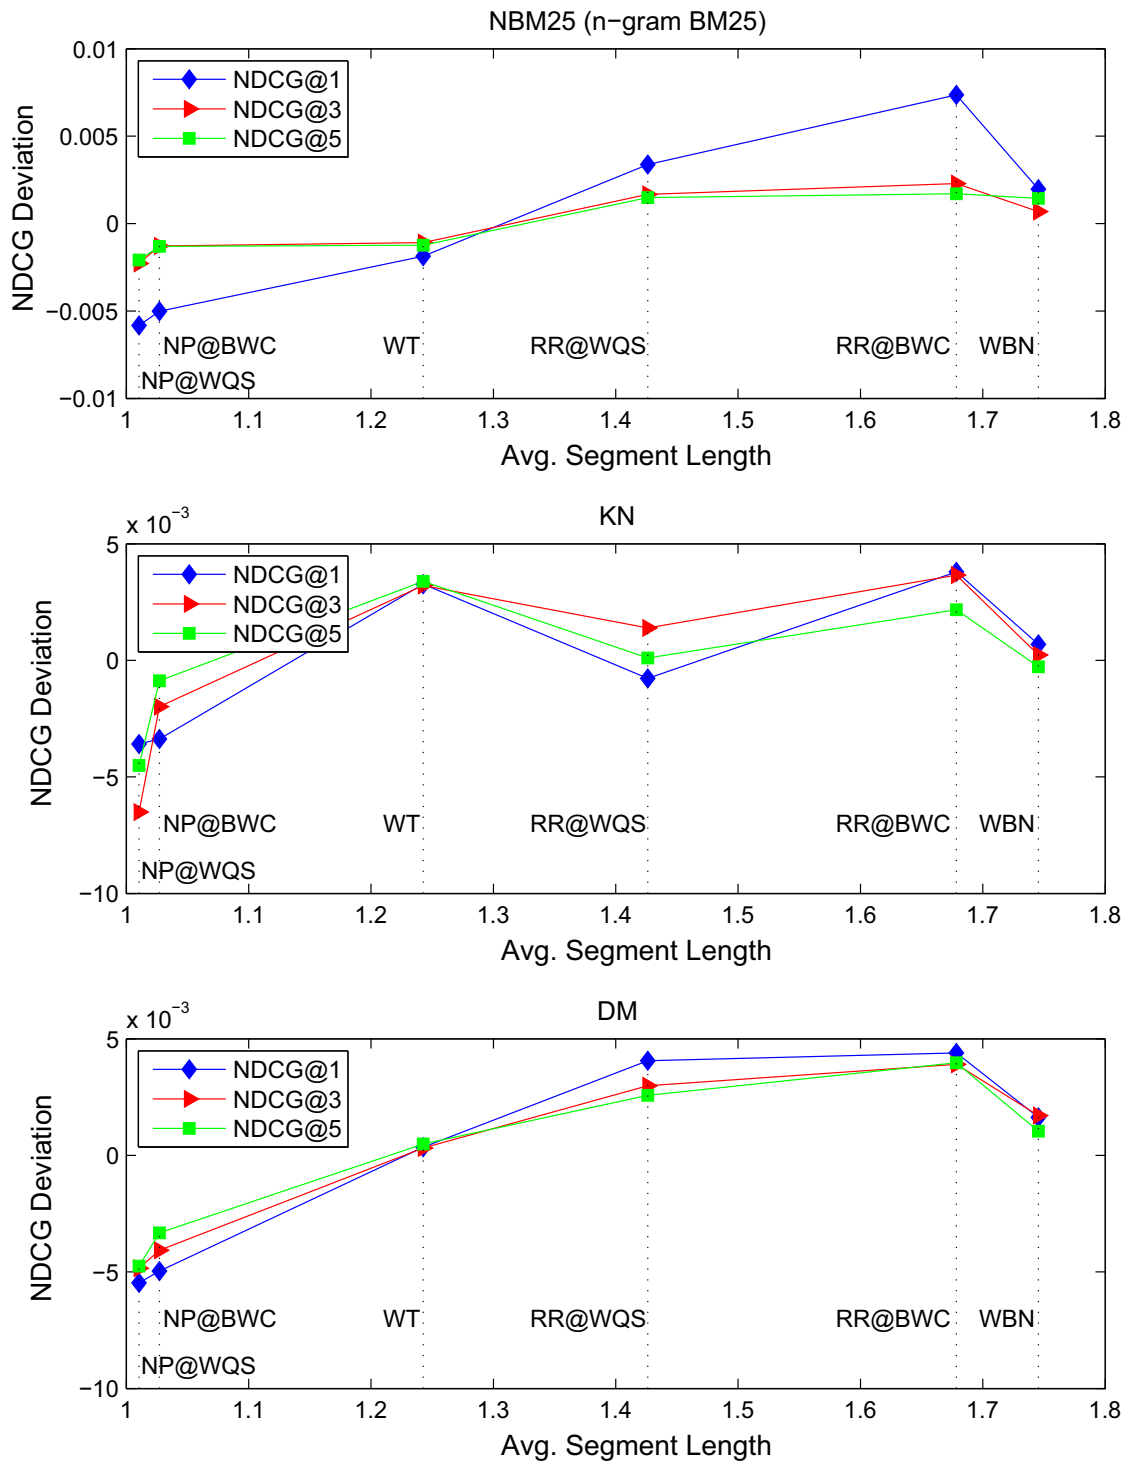 NBM25 (n−gram BM25)
0.01
0.005
0
−0.005
−0.01
NDCG Deviation
NDCG@1
NDCG@3
NDCG@5
NP@BWC
WT
RR@WQS
RR@BWC
WBN
NP@WQS
1 1.1 1.2 1.3 1.4 1.5 1.6 1.7 1.8
Avg. Segment Length
KN
x 10−3
5
0
−5
−10
NDCG Deviation
NDCG@1
NDCG@3
NDCG@5
NP@BWC
WT
RR@WQS
RR@BWC
WBN
NP@WQS
1 1.1 1.2 1.3 1.4 1.5 1.6 1.7 1.8
Avg. Segment Length
DM
x 10−3
5
0
−5
−10
NDCG Deviation
NDCG@1
NDCG@3
NDCG@5
NP@BWC
WT
RR@WQS
RR@BWC
WBN
NP@WQS
1 1.1 1.2 1.3 1.4 1.5 1.6 1.7 1.8
Avg. Segment Length